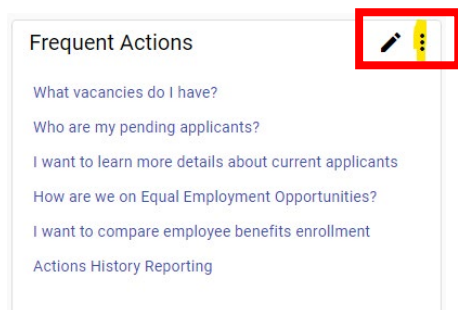 Frequent Actions
What vacancies do I have?
Who are my pending applicants?
I want to learn more details about current applicants
How are we on Equal Employment Opportunities?
I want to compare employee benefits enrollment
Actions History Reporting